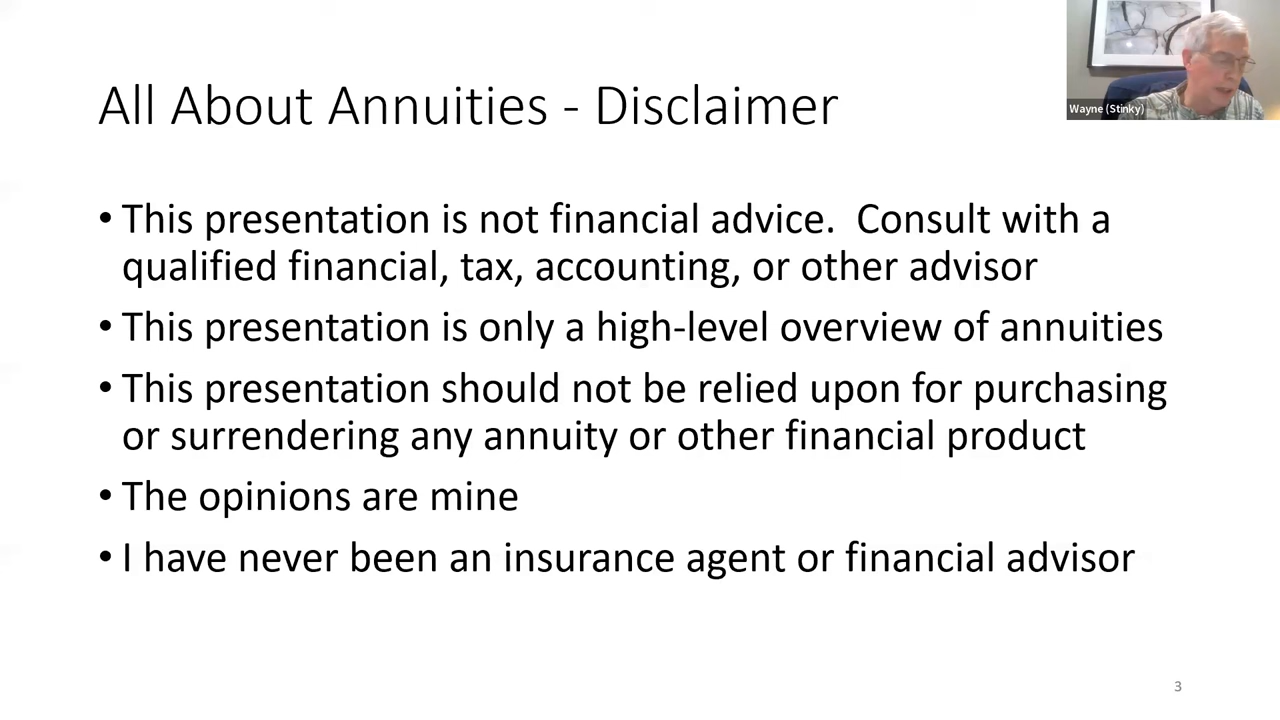 All About Annuities - Disclaimer
Wayne (Stinky)
• This presentation is not financial advice.  Consult with a
qualified financial, tax, accounting, or other advisor
• This presentation is only a high-level overview of annuities
• This presentation should not be relied upon for purchasing
or surrendering any annuity or other financial product
• The opinions are mine
• I have never been an insurance agent or financial advisor
3